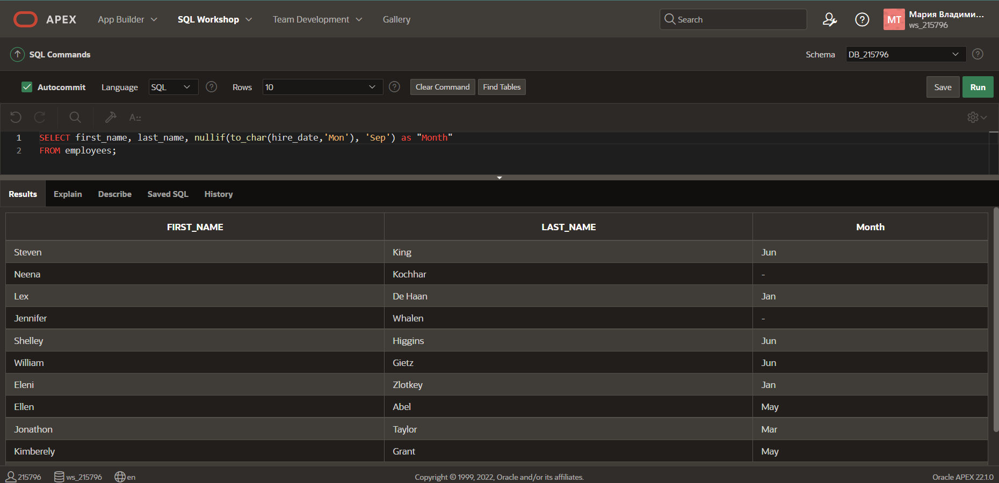 APEX App Builder SQL Workshop Team Development Gallery Search MT Мария Владими...
ws_215796
SQL Commands Schema DB_215796
Autocommit Language SQL Rows 10 Clear Command Find Tables Save Run
A::
1 SELECT first_name, last_name, nullif(to_char(hire_date,'Mon'), 'Sep') as "Month"
2 FROM employees;
Results Explain Describe Saved SQL History
FIRST_NAME LAST_NAME Month
Steven King Jun
Neena Kochhar -
Lex De Haan Jan
Jennifer Whalen -
Shelley Higgins Jun
William Gietz Jun
Eleni Zlotkey Jan
Ellen Abel May
Jonathon Taylor Mar
Kimberely Grant May
215796 ws_215796 en Copyright © 1999, 2022, Oracle and/or its affiliates. Oracle APEX 22.1.0